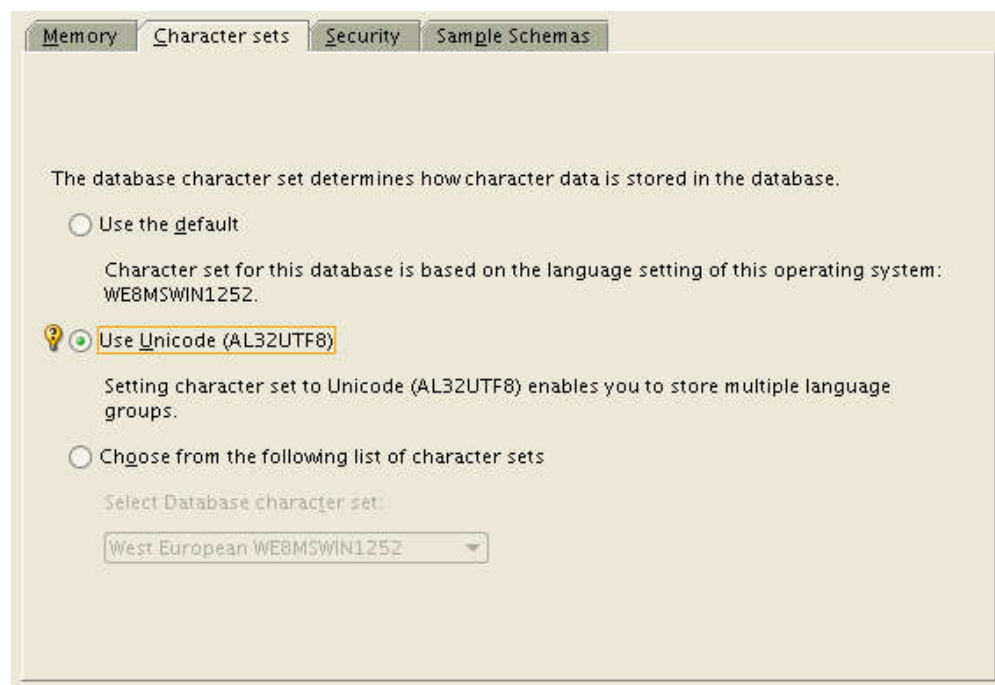 Memory Character sets Security Sample Schemas
The database character set determines how character data is stored in the database.
Use the default
Character set for this database is based on the language setting of this operating system:
WE8MSWIN1252.
Use Unicode (AL32UTF8)
Setting character set to Unicode (AL32UTF8) enables you to store multiple language
groups.
Choose from the following list of character sets
Select Database character set:
West European WE8MSWIN1252